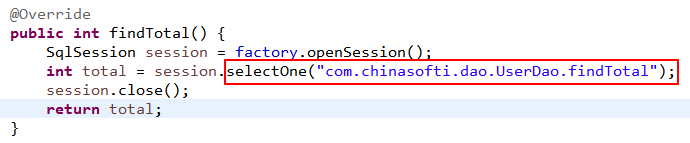 @Override
public int findTotal() {
    SqlSession session = factory.openSession();
    int total = session.selectOne("com.chinasofti.dao.UserDao.findTotal");
    session.close();
    return total;
}